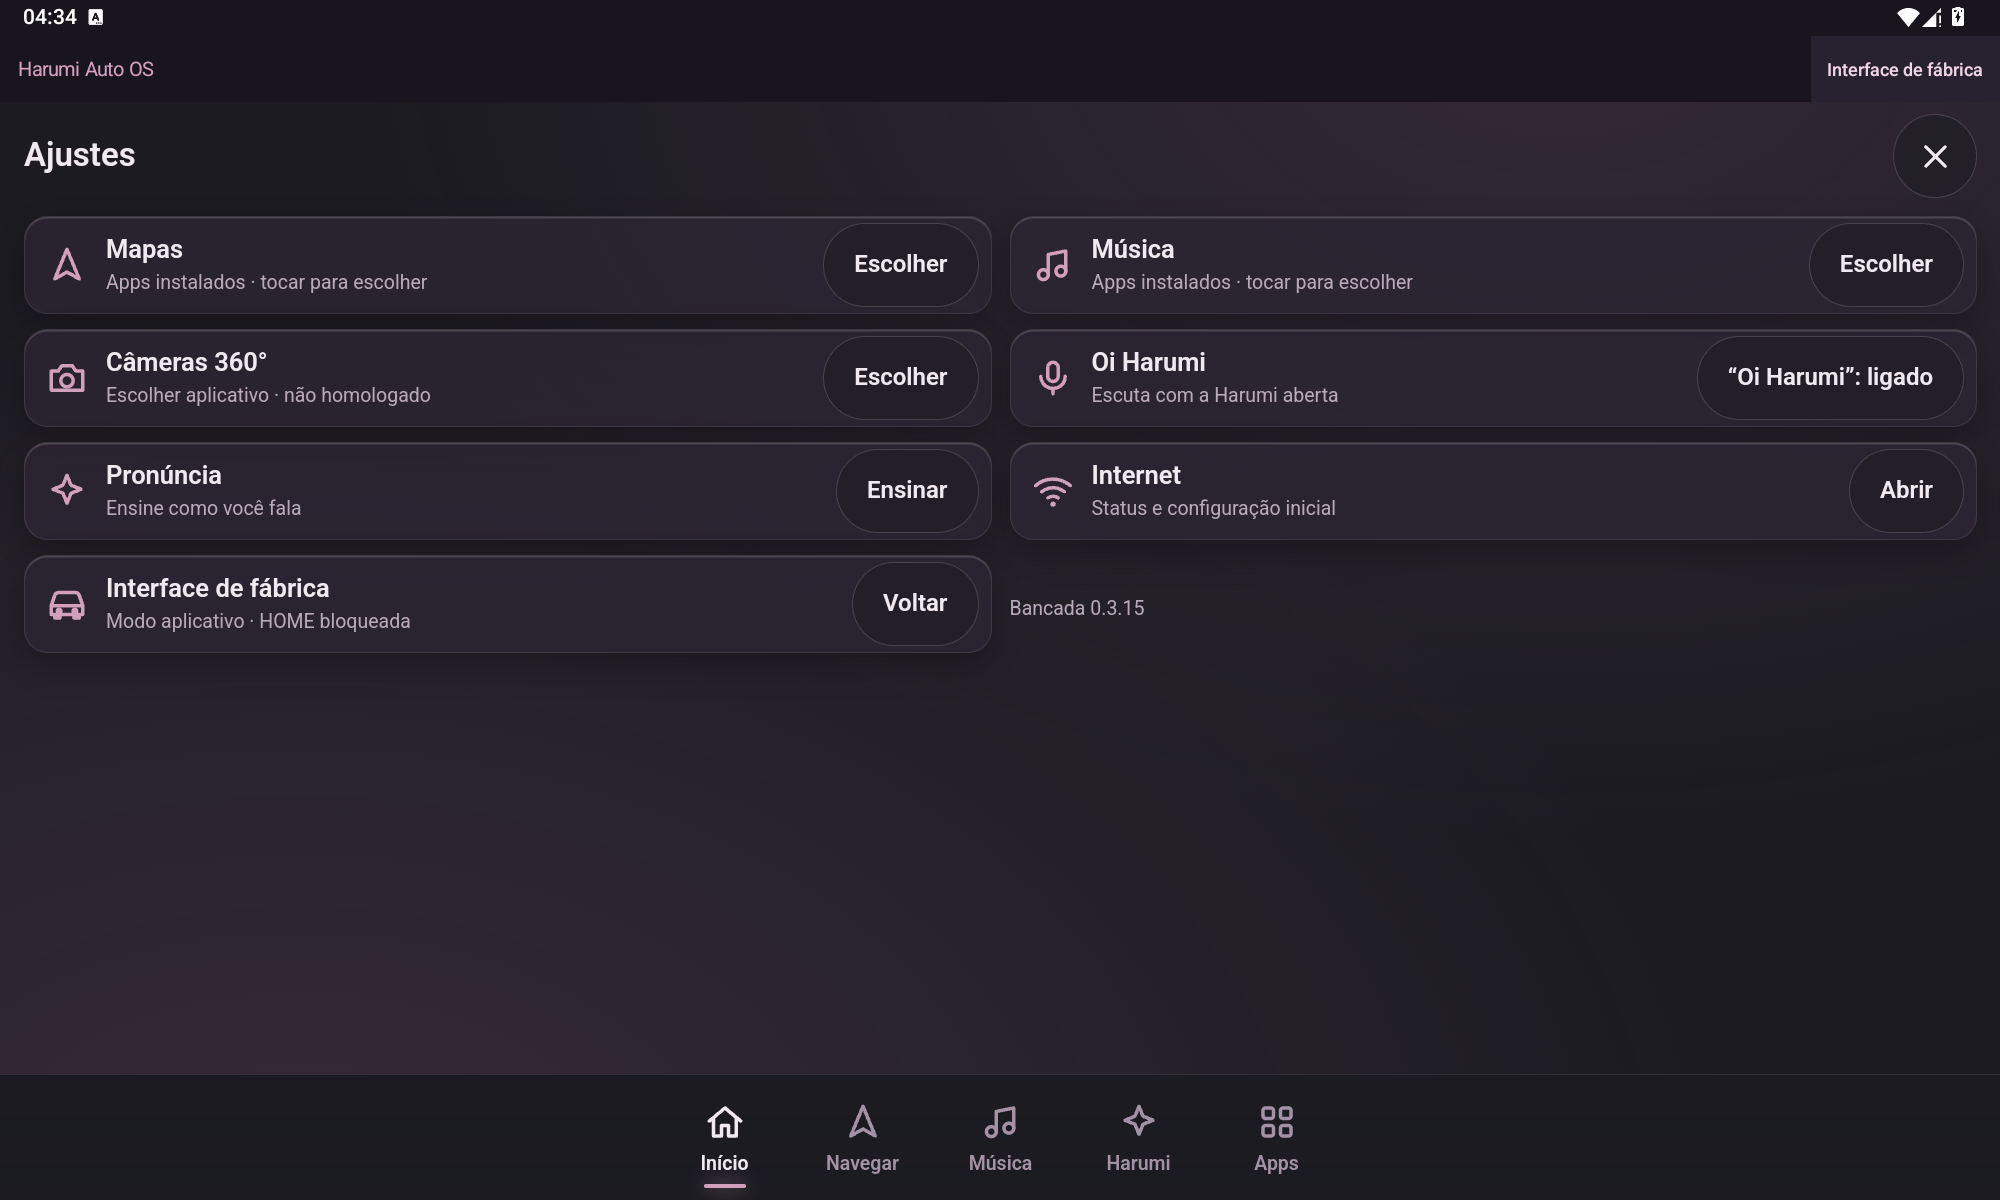 04:34
Harumi Auto OS
Interface de fábrica
Ajustes
Mapas
Apps instalados · tocar para escolher
Escolher
Música
Apps instalados · tocar para escolher
Escolher
Câmeras 360°
Escolher aplicativo · não homologado
Escolher
Oi Harumi
Escuta com a Harumi aberta
“Oi Harumi”: ligado
Pronúncia
Ensine como você fala
Ensinar
Internet
Status e configuração inicial
Abrir
Interface de fábrica
Modo aplicativo · HOME bloqueada
Voltar
Bancada 0.3.15
Início
Navegar
Música
Harumi
Apps